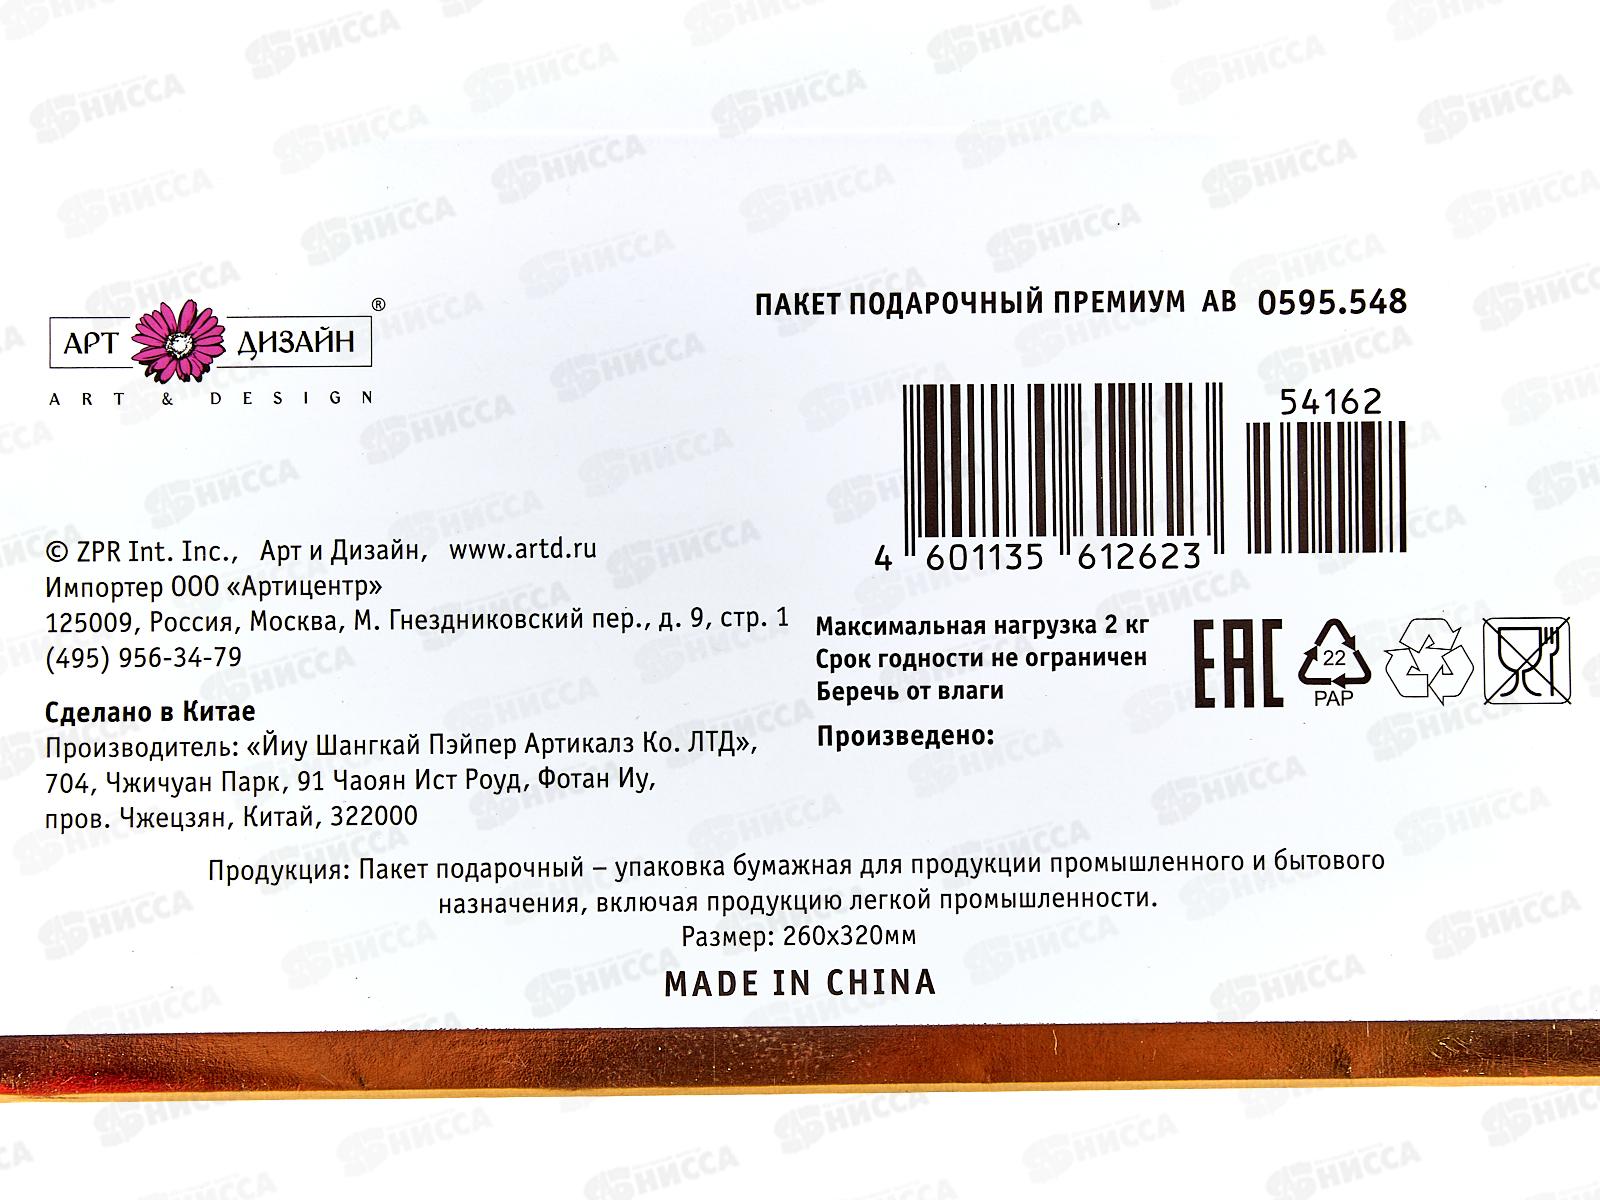 АРТ ДИЗАЙН ®
ART & DESIGN
ПАКЕТ ПОДАРОЧНЫЙ ПРЕМИУМ АВ 0595.548
54162
4 601135 612623
© ZPR Int. Inc., Арт и Дизайн, www.artd.ru
Импортер ООО «Артицентр»
125009, Россия, Москва, М. Гнездниковский пер., д. 9, стр. 1
(495) 956-34-79
Сделано в Китае
Производитель: «Йиу Шангкай Пэйпер Артикалз Ко. ЛТД»,
704, Чжичуан Парк, 91 Чаоян Ист Роуд, Фотан Иу,
пров. Чжецзян, Китай, 322000
Максимальная нагрузка 2 кг
Срок годности не ограничен
Беречь от влаги
Произведено:
EAC
22
PAP
Продукция: Пакет подарочный – упаковка бумажная для продукции промышленного и бытового
назначения, включая продукцию легкой промышленности.
Размер: 260х320мм
MADE IN CHINA
НИССА